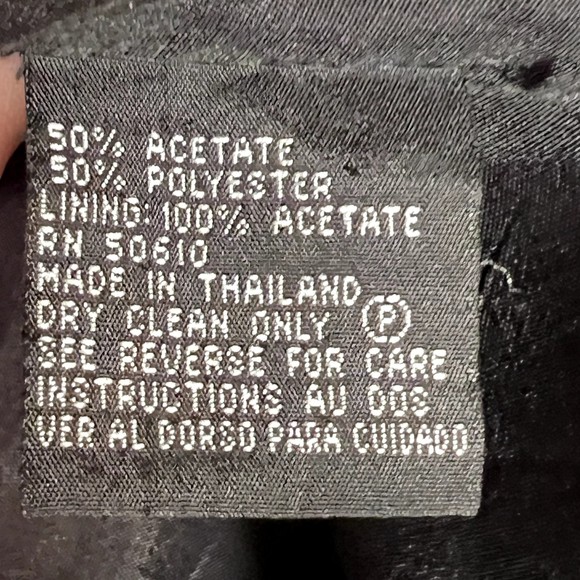 50% ACETATE
50% POLYESTER
LINING: 100% ACETATE
RN 50610
MADE IN THAILAND
DRY CLEAN ONLY Ⓟ
SEE REVERSE FOR CARE
INSTRUCTIONS AU DOS
VER AL DORSO PARA CUIDADO